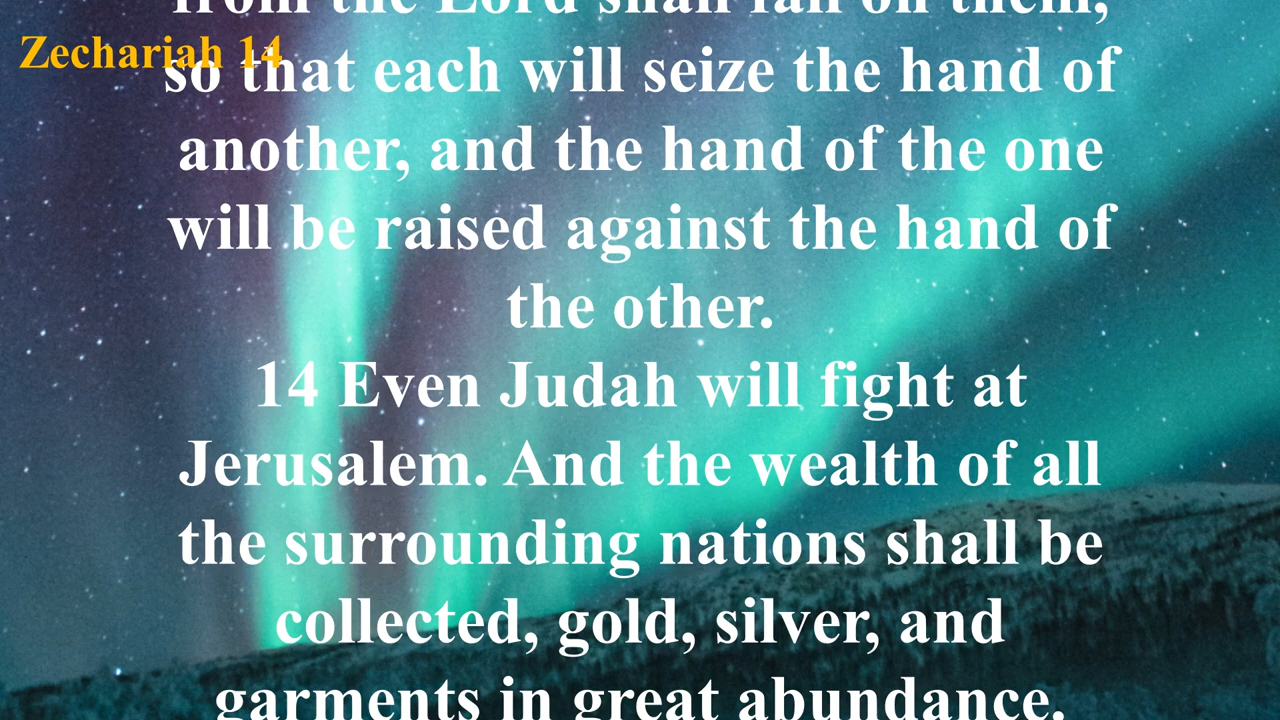 Zechariah 14
from the Lord shall fall on them,
so that each will seize the hand of
another, and the hand of the one
will be raised against the hand of
the other.
14 Even Judah will fight at
Jerusalem. And the wealth of all
the surrounding nations shall be
collected, gold, silver, and
garments in great abundance.